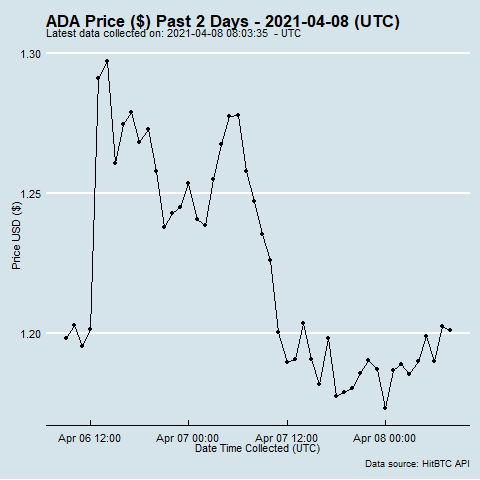 ADA Price ($) Past 2 Days - 2021-04-08 (UTC)
Latest data collected on: 2021-04-08 08:03:35 - UTC
1.30
1.25
1.20
Price USD ($)
Apr 06 12:00 Apr 07 00:00 Apr 07 12:00 Apr 08 00:00
Date Time Collected (UTC)
Data source: HitBTC API